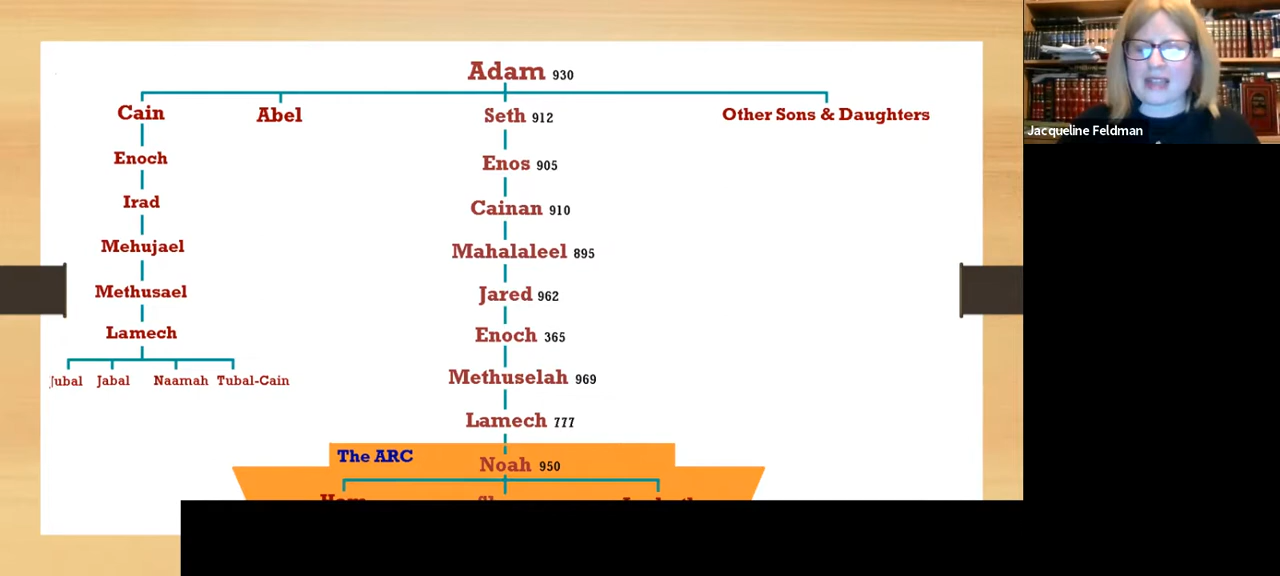 Adam 930
Cain Abel Seth 912 Other Sons & Daughters
Enoch Enos 905
Irad Cainan 910
Mehujael Mahalaleel 895
Methusael Jared 962
Lamech Enoch 365
Jubal Jabal Naamah Tubal-Cain Methuselah 969
Lamech 777
The ARC
Noah 950
Jacqueline Feldman